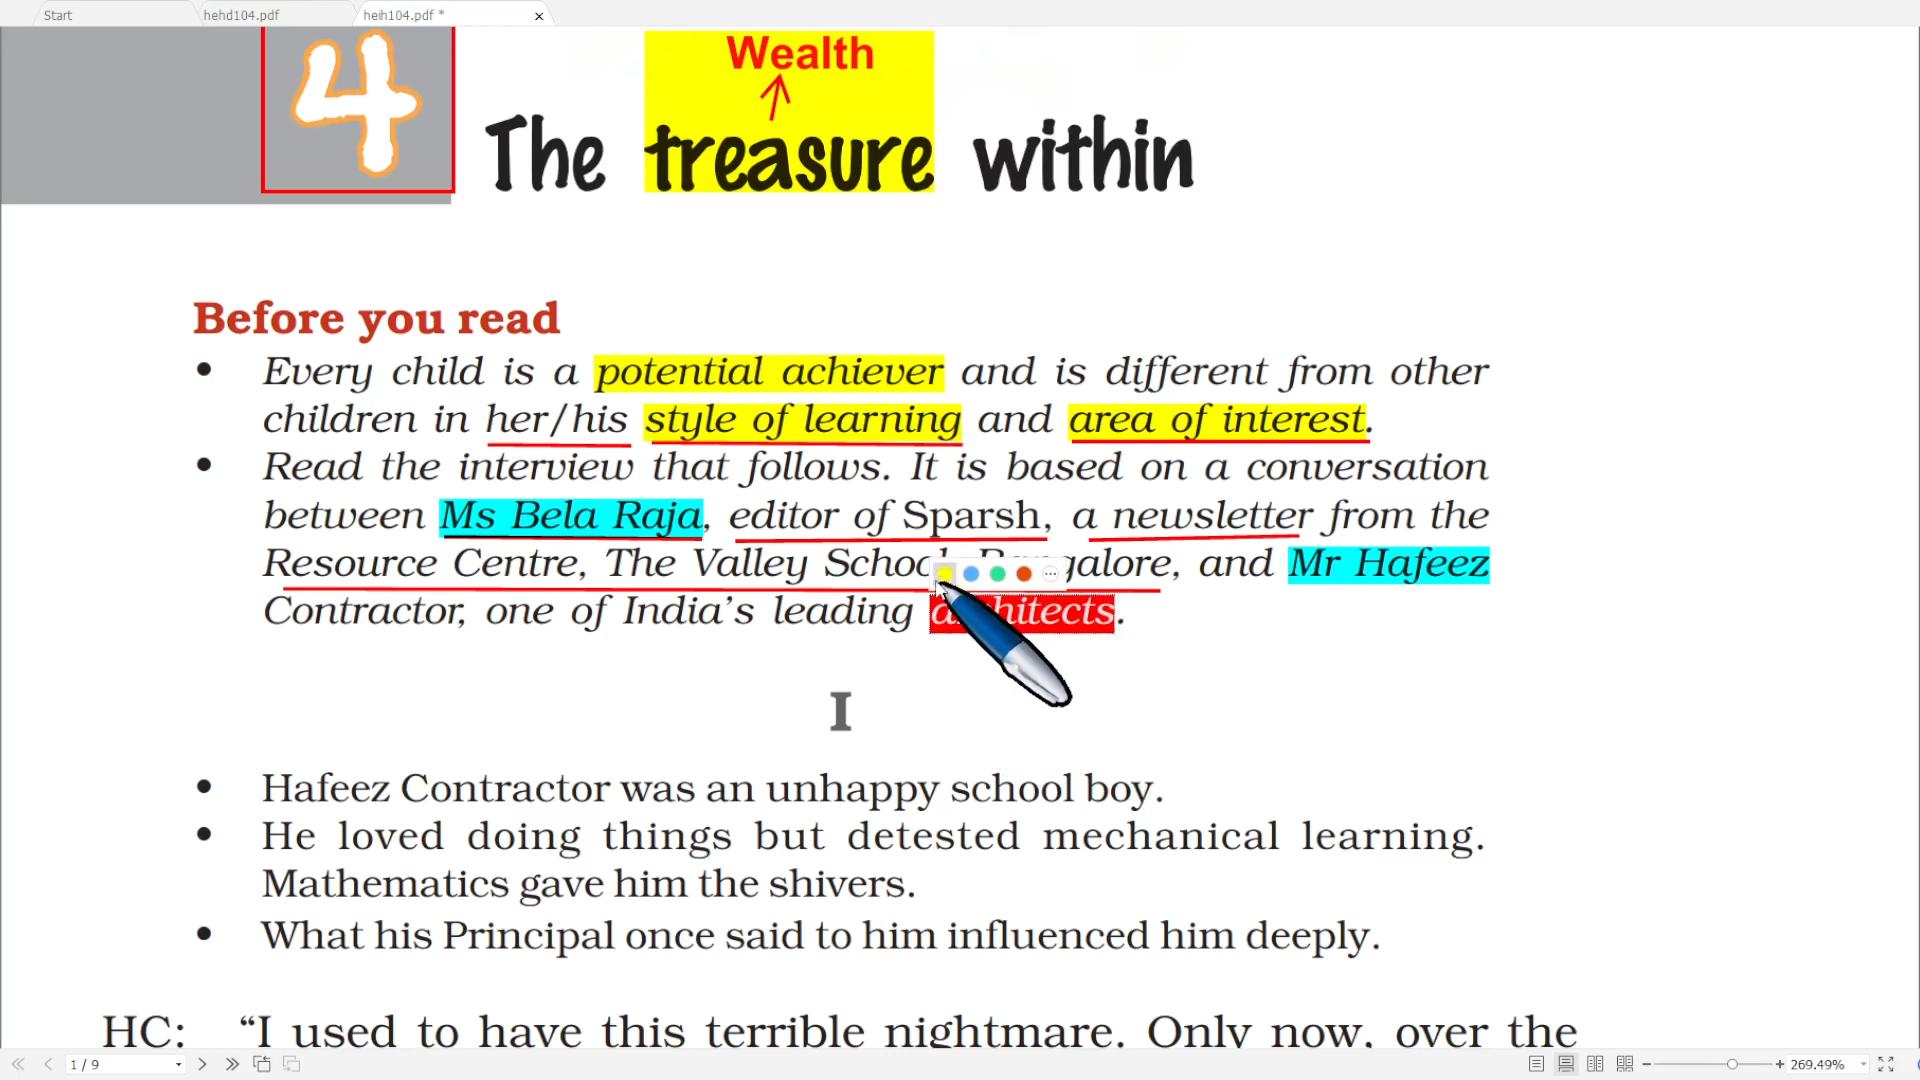 Start hehd104.pdf heih104.pdf *
Wealth
4 The treasure within
Before you read
• Every child is a potential achiever and is different from other
children in her/his style of learning and area of interest.
• Read the interview that follows. It is based on a conversation
between Ms Bela Raja, editor of Sparsh, a newsletter from the
Resource Centre, The Valley School, Bangalore, and Mr Hafeez
Contractor, one of India's leading architects.
I
• Hafeez Contractor was an unhappy school boy.
• He loved doing things but detested mechanical learning.
Mathematics gave him the shivers.
• What his Principal once said to him influenced him deeply.
HC: “I used to have this terrible nightmare. Only now, over the
1 / 9 269.49%